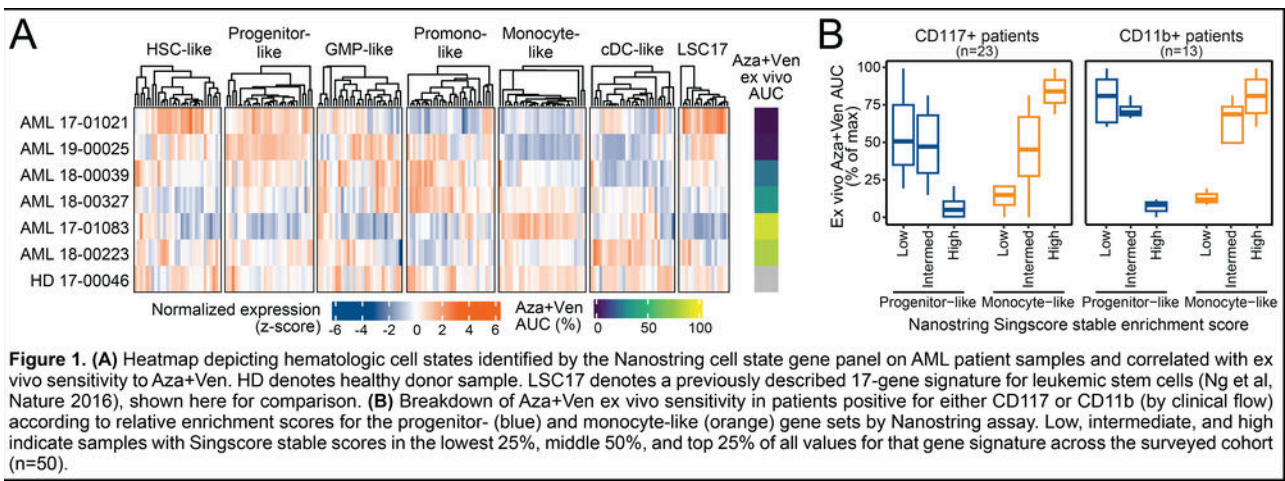 A
HSC-like
Progenitor-
like
GMP-like
Promono-
like
Monocyte-
like
cDC-like
LSC17
Aza+Ven
ex vivo
AUC
AML 17-01021
AML 19-00025
AML 18-00039
AML 18-00327
AML 17-01083
AML 18-00223
HD 17-00046
Normalized expression
(z-score)
-6 -4 -2 0 2 4 6
Aza+Ven
AUC (%)
0 50 100
B
CD117+ patients
(n=23)
CD11b+ patients
(n=13)
Ex vivo Aza+Ven AUC
(% of max)
100
75
50
25
0
Low
Intermed
High
Low
Intermed
High
Low
Intermed
High
Low
Intermed
High
Progenitor−like Monocyte−like Progenitor−like Monocyte−like
Nanostring Singscore stable enrichment score
Figure 1. (A) Heatmap depicting hematologic cell states identified by the Nanostring cell state gene panel on AML patient samples and correlated with ex
vivo sensitivity to Aza+Ven. HD denotes healthy donor sample. LSC17 denotes a previously described 17-gene signature for leukemic stem cells (Ng et al,
Nature 2016), shown here for comparison. (B) Breakdown of Aza+Ven ex vivo sensitivity in patients positive for either CD117 or CD11b (by clinical flow)
according to relative enrichment scores for the progenitor- (blue) and monocyte-like (orange) gene sets by Nanostring assay. Low, intermediate, and high
indicate samples with Singscore stable scores in the lowest 25%, middle 50%, and top 25% of all values for that gene signature across the surveyed cohort
(n=50).